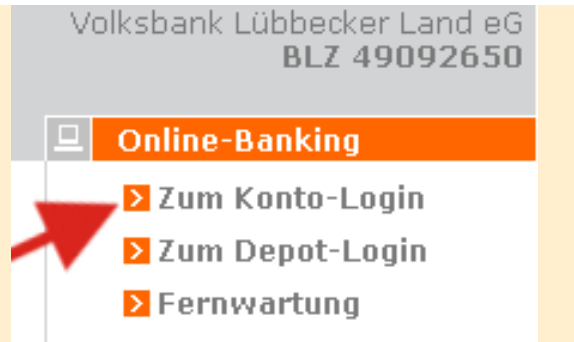 Volksbank Lübbecker Land eG
BLZ 49092650
Online-Banking
Zum Konto-Login
Zum Depot-Login
Fernwartung